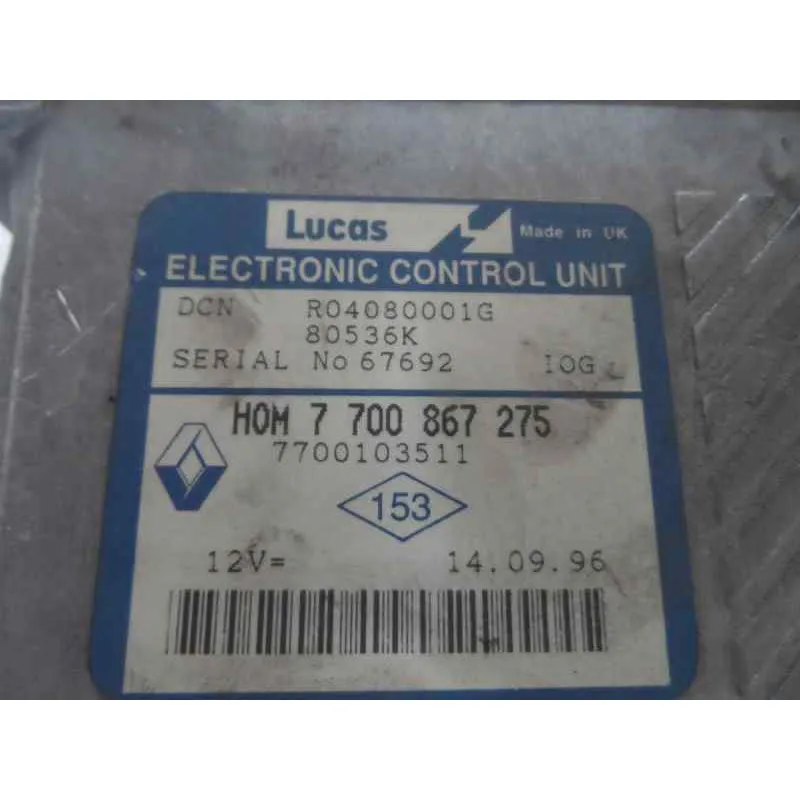 Lucas Made in UK
ELECTRONIC CONTROL UNIT
DCN R04080001G
80536K
SERIAL No 67692 IOG
HOM 7 700 867 275
7700103511
153
12V= 14.09.96